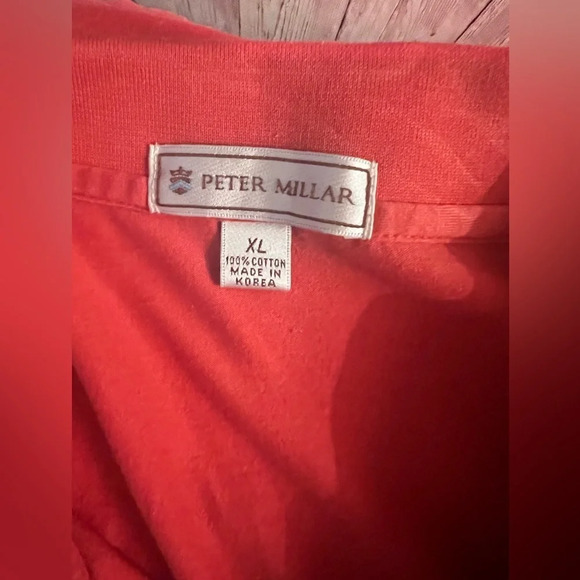 PETER MILLAR
XL
100% COTTON
MADE IN
KOREA